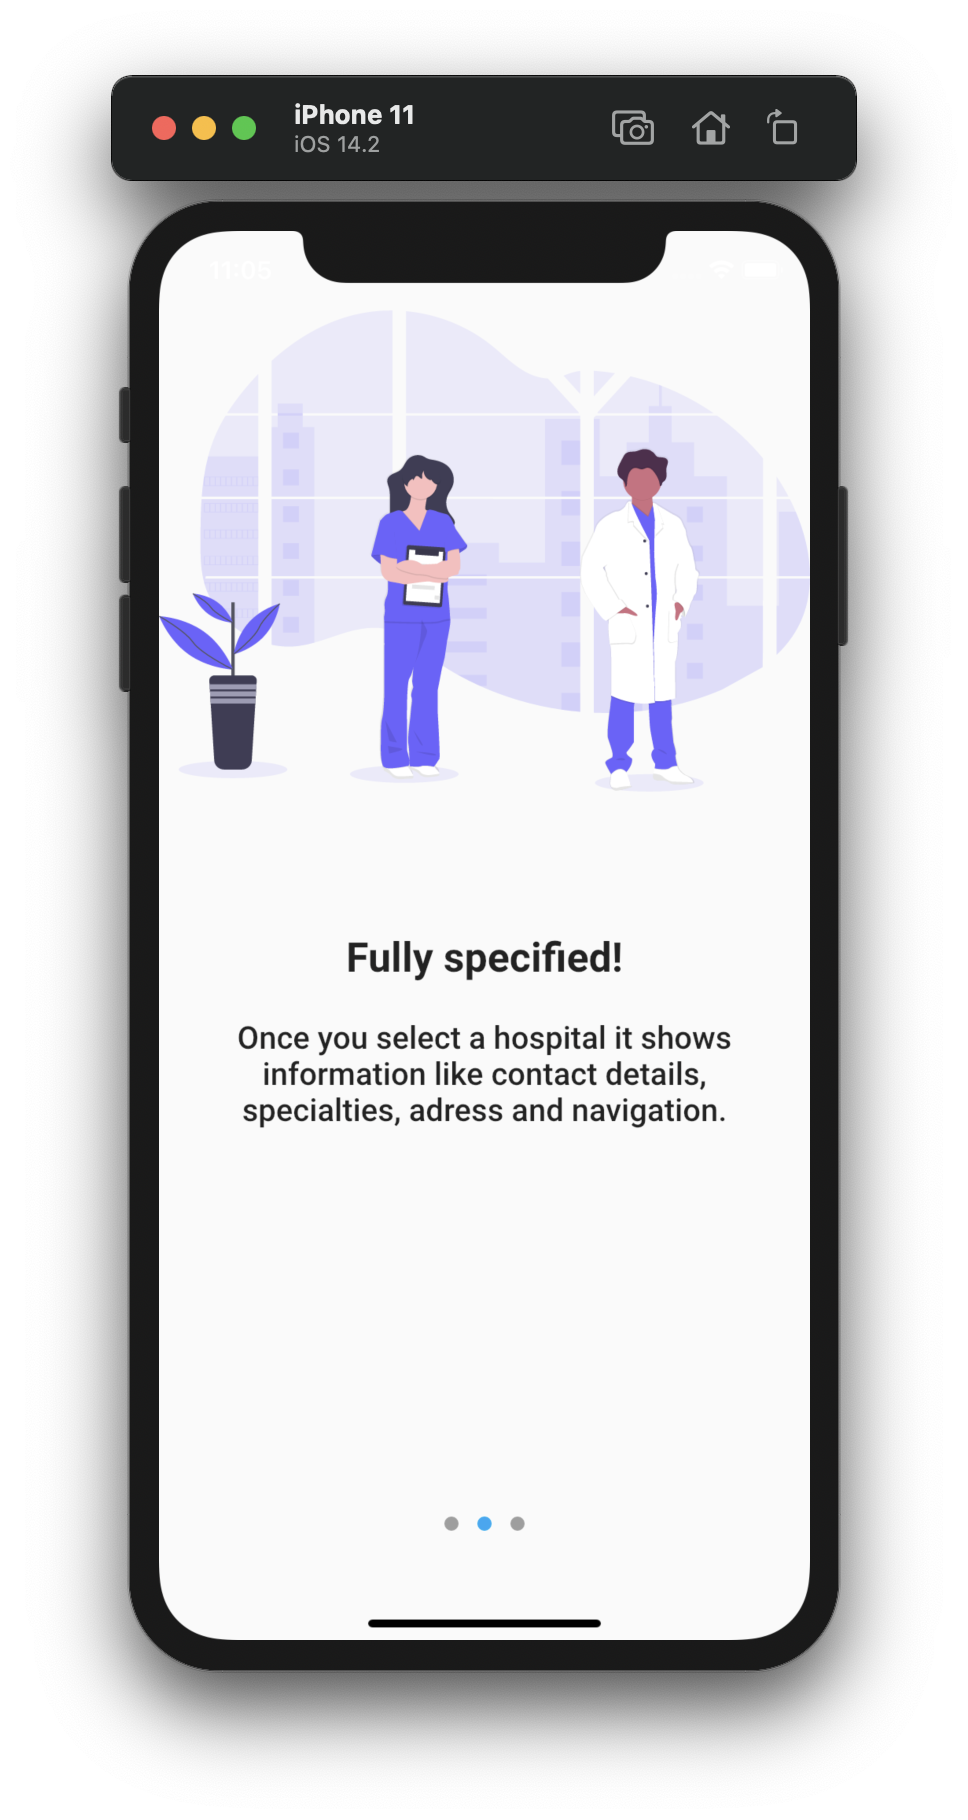 iPhone 11
iOS 14.2
11:05
Fully specified!
Once you select a hospital it shows
information like contact details,
specialties, adress and navigation.